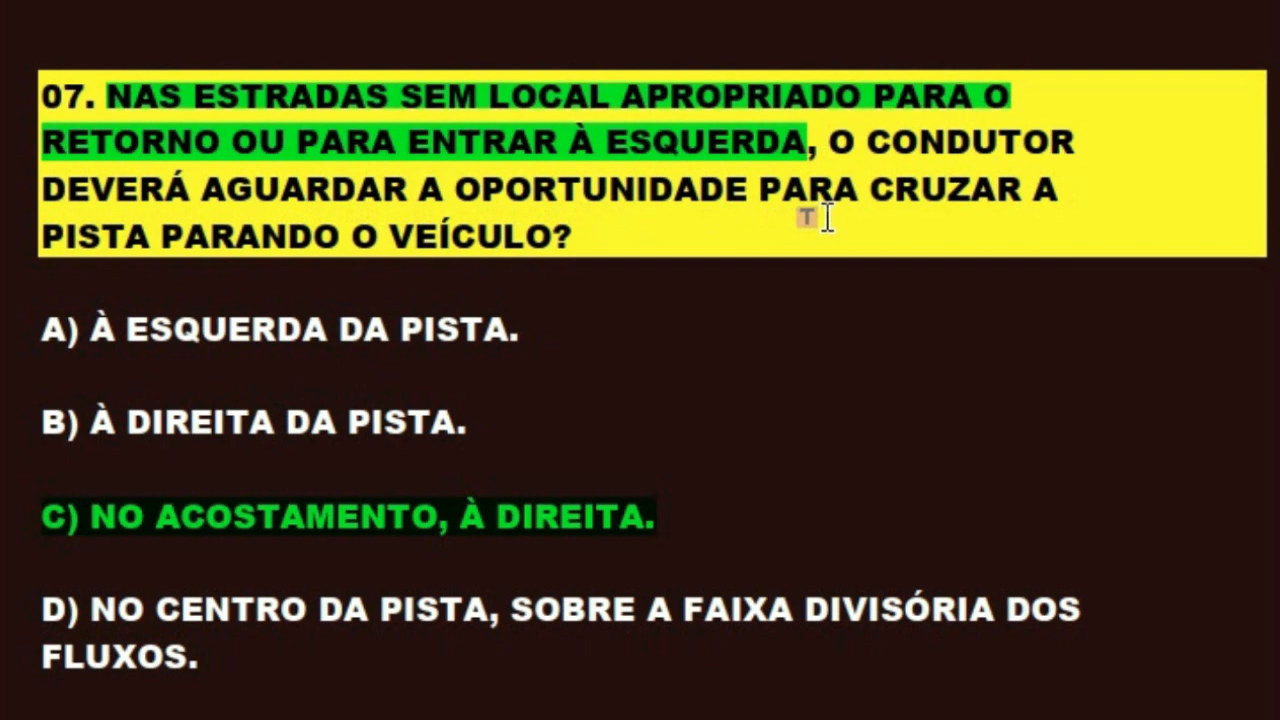 07. NAS ESTRADAS SEM LOCAL APROPRIADO PARA O
RETORNO OU PARA ENTRAR À ESQUERDA, O CONDUTOR
DEVERÁ AGUARDAR A OPORTUNIDADE PARA CRUZAR A
PISTA PARANDO O VEÍCULO?
T
A) À ESQUERDA DA PISTA.
B) À DIREITA DA PISTA.
C) NO ACOSTAMENTO, À DIREITA.
D) NO CENTRO DA PISTA, SOBRE A FAIXA DIVISÓRIA DOS
FLUXOS.